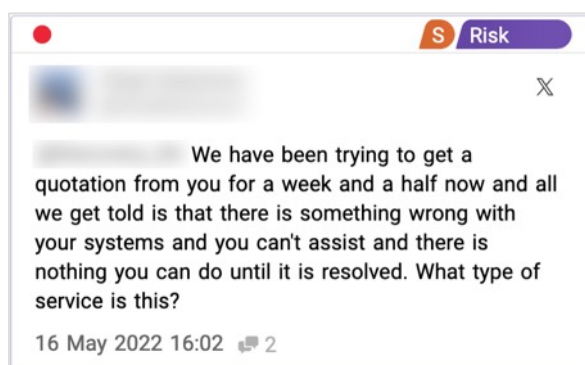 S Risk
𝕏
We have been trying to get a
quotation from you for a week and a half now and all
we get told is that there is something wrong with
your systems and you can't assist and there is
nothing you can do until it is resolved. What type of
service is this?
16 May 2022 16:02 2